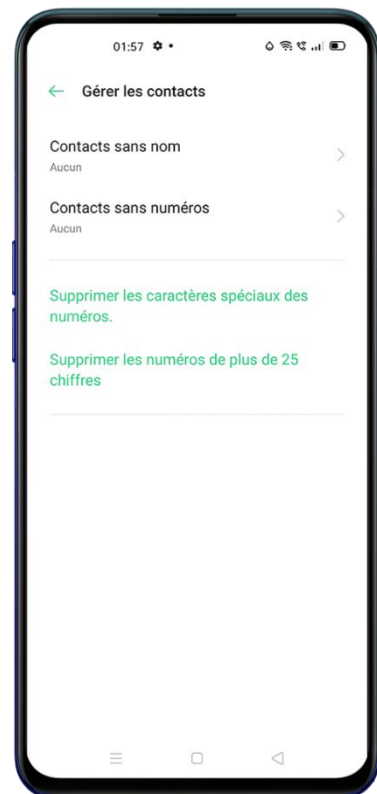 01:57
Gérer les contacts
Contacts sans nom
Aucun
Contacts sans numéros
Aucun
Supprimer les caractères spéciaux des
numéros.
Supprimer les numéros de plus de 25
chiffres